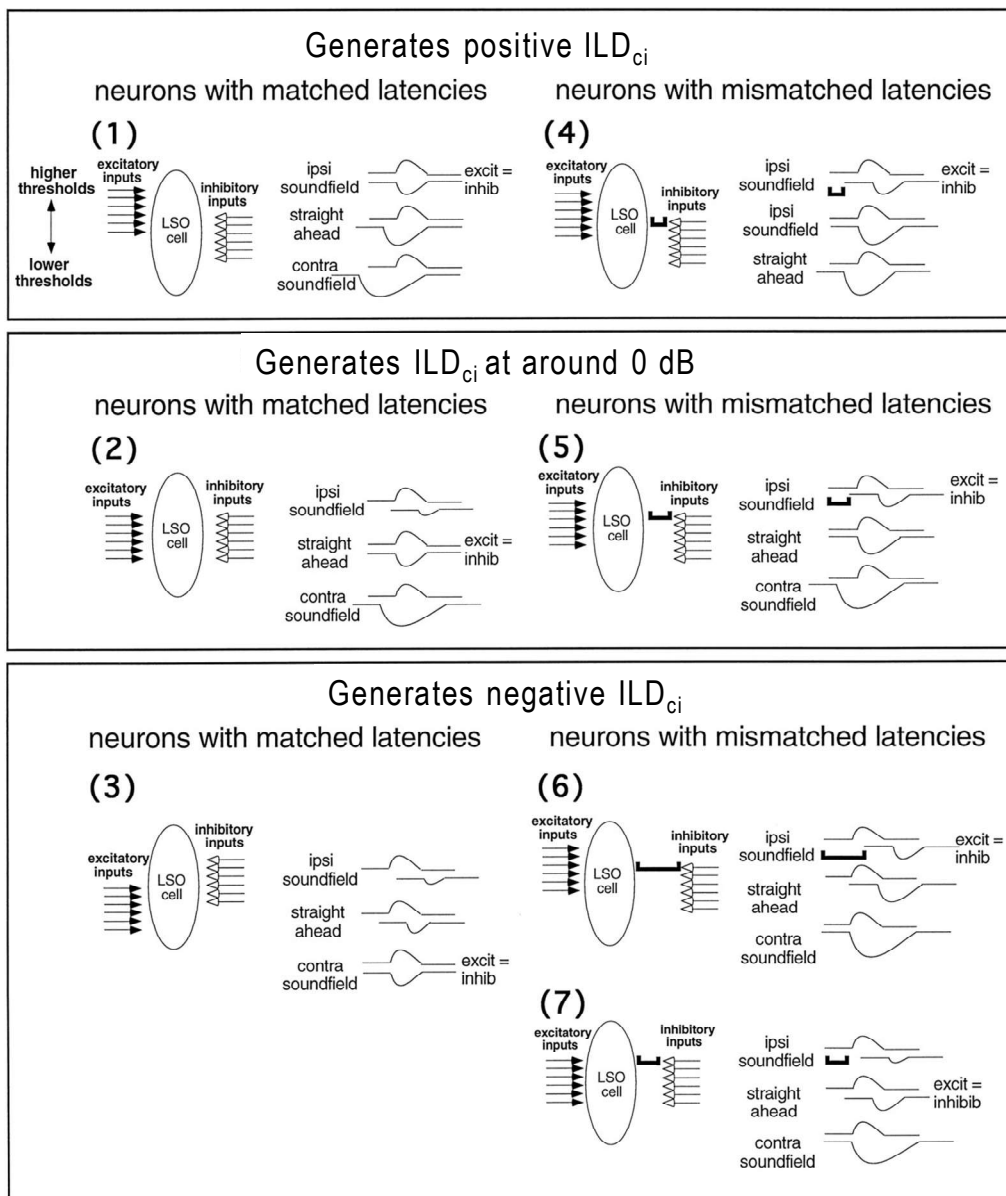 Generates positive ILDci
neurons with matched latencies
(1)
higher
thresholds
lower
thresholds
excitatory
inputs
LSO
cell
inhibitory
inputs
ipsi
soundfield
excit =
inhib
straight
ahead
contra
soundfield
neurons with mismatched latencies
(4)
excitatory
inputs
LSO
cell
inhibitory
inputs
ipsi
soundfield
excit =
inhib
ipsi
soundfield
straight
ahead
Generates ILDci at around 0 dB
neurons with matched latencies
(2)
excitatory
inputs
LSO
cell
inhibitory
inputs
ipsi
soundfield
straight
ahead
excit =
inhib
contra
soundfield
neurons with mismatched latencies
(5)
excitatory
inputs
LSO
cell
inhibitory
inputs
ipsi
soundfield
excit =
inhib
straight
ahead
contra
soundfield
Generates negative ILDci
neurons with matched latencies
(3)
excitatory
inputs
LSO
cell
inhibitory
inputs
ipsi
soundfield
straight
ahead
contra
soundfield
excit =
inhib
neurons with mismatched latencies
(6)
excitatory
inputs
LSO
cell
inhibitory
inputs
ipsi
soundfield
excit =
inhib
straight
ahead
contra
soundfield
(7)
excitatory
inputs
LSO
cell
inhibitory
inputs
ipsi
soundfield
straight
ahead
excit =
inhibib
contra
soundfield